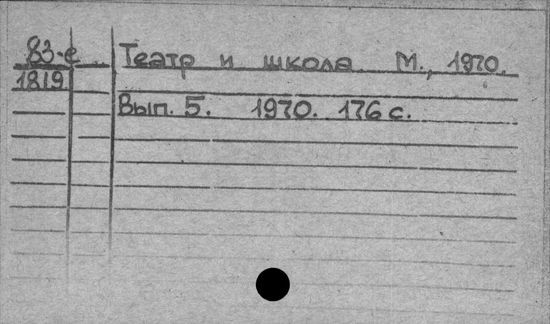 83-е Театр и школа М., 1970.
1819
Вып. 5. 1970. 176 с.